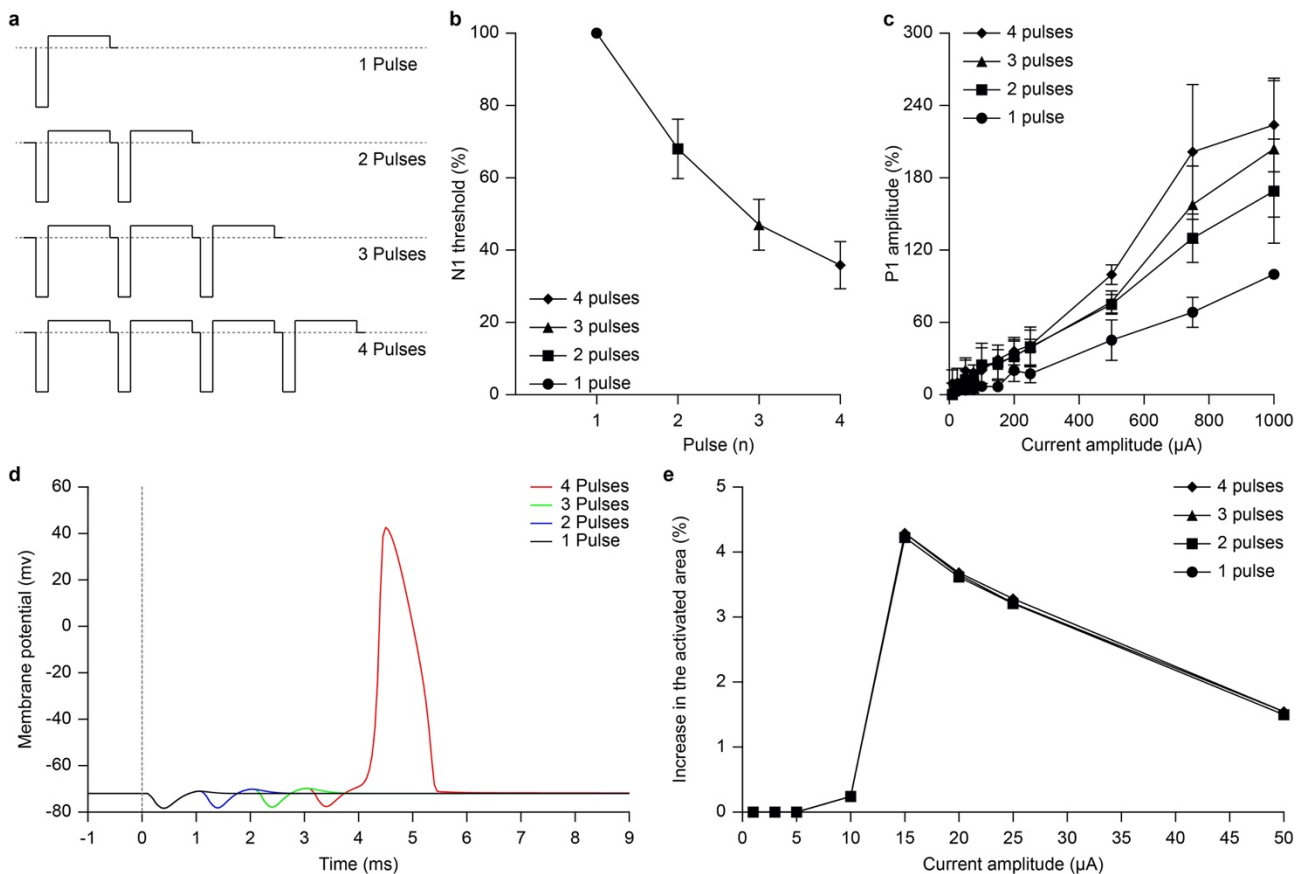 a
1 Pulse
2 Pulses
3 Pulses
4 Pulses
b
100
80
60
40
20
0
N1 threshold (%)
4 pulses
3 pulses
2 pulses
1 pulse
1 2 3 4
Pulse (n)
c
300
240
180
120
60
0
P1 amplitude (%)
4 pulses
3 pulses
2 pulses
1 pulse
0 200 400 600 800 1000
Current amplitude (µA)
d
60
40
20
0
-20
-40
-60
-80
Membrane potential (mv)
4 Pulses
3 Pulses
2 Pulses
1 Pulse
-1 0 1 2 3 4 5 6 7 8 9
Time (ms)
e
5
4
3
2
1
0
Increase in the activated area (%)
4 pulses
3 pulses
2 pulses
1 pulse
0 5 10 15 20 25 30 35 40 45 50
Current amplitude (µA)